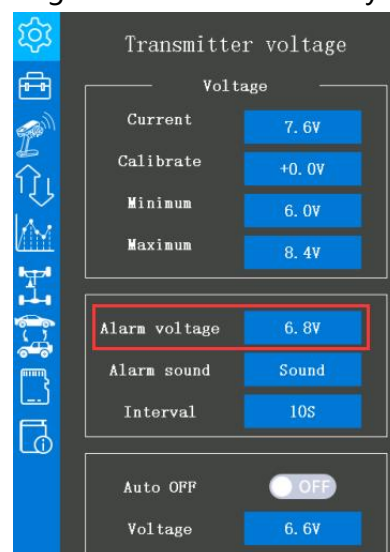 Transmitter voltage
Voltage
Current 7.6V
Calibrate +0.0V
Minimum 6.0V
Maximum 8.4V
Alarm voltage 6.8V
Alarm sound Sound
Interval 10S
Auto OFF OFF
Voltage 6.6V